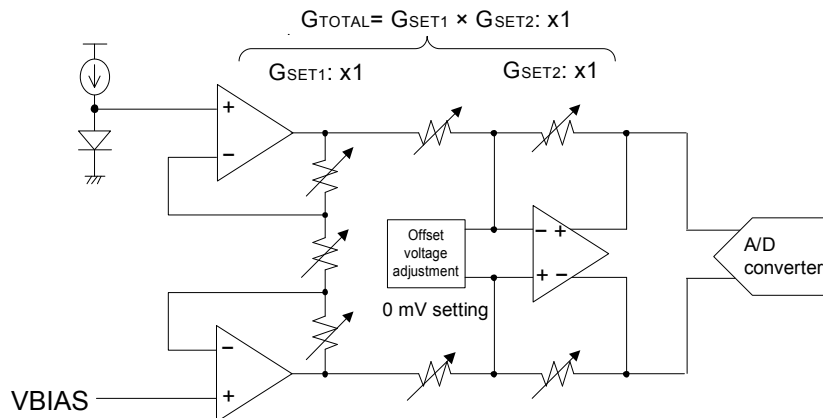 GTOTAL= GSET1 × GSET2: x1
GSET1: x1
GSET2: x1
+
−
− +
+ −
Offset
voltage
adjustment
0 mV setting
A/D
converter
−
+
VBIAS